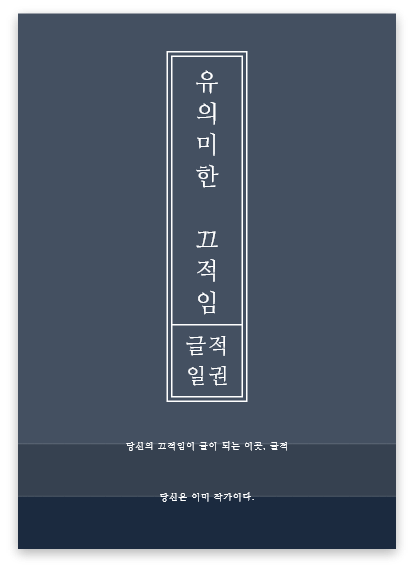 유의미한 끄적임
글적
일권
당신의 끄적임이 글이 되는 이곳, 글적
당신은 이미 작가이다.